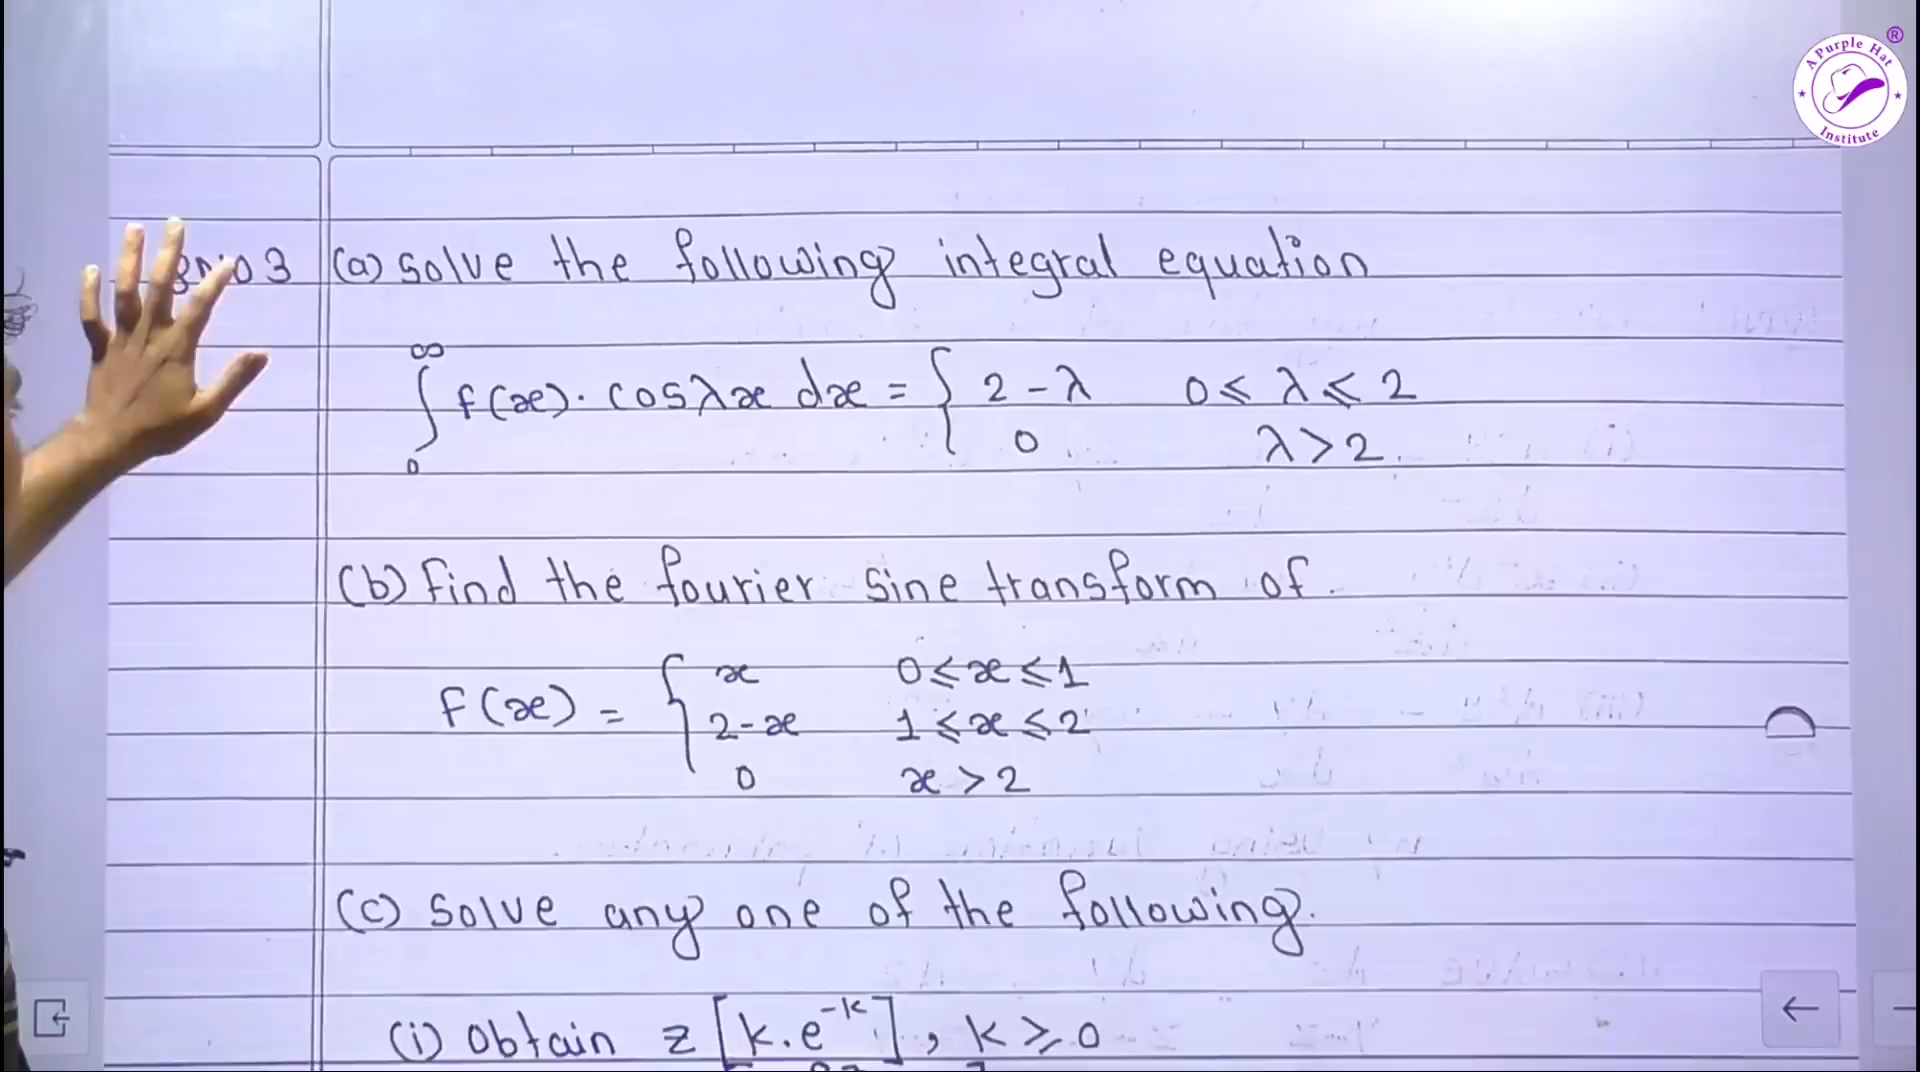 A Purple Hat
Institute
®
3 (a) Solve the following integral equation
∞
∫ f(x). cosλx dx = { 2 - λ 0 ≤ λ ≤ 2
0
0 λ > 2.
(b) Find the fourier sine transform of.
F(x) = { x 0 ≤ x ≤ 1
2-x 1 ≤ x ≤ 2
0 x > 2
(c) Solve any one of the following.
(i) Obtain z [k.e⁻ᵏ], k ≥ 0